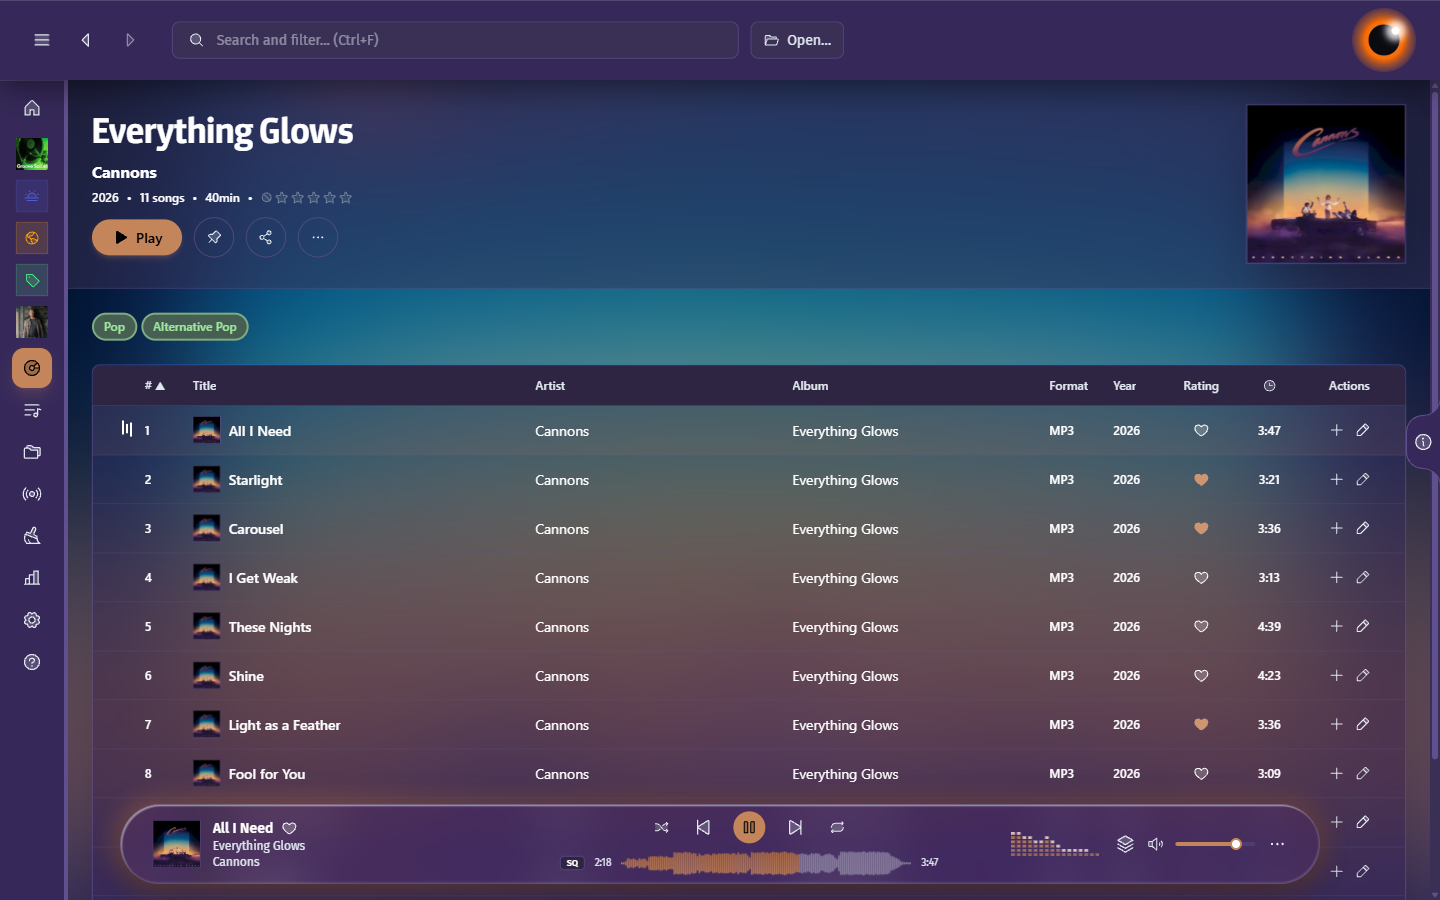 Search and filter... (Ctrl+F)
Open...
Everything Glows
Cannons
2026 • 11 songs • 40min •
Play
Cannons
Pop
Alternative Pop
# Title Artist Album Format Year Rating Actions
1 All I Need Cannons Everything Glows MP3 2026 3:47
2 Starlight Cannons Everything Glows MP3 2026 3:21
3 Carousel Cannons Everything Glows MP3 2026 3:36
4 I Get Weak Cannons Everything Glows MP3 2026 3:13
5 These Nights Cannons Everything Glows MP3 2026 4:39
6 Shine Cannons Everything Glows MP3 2026 4:23
7 Light as a Feather Cannons Everything Glows MP3 2026 3:36
8 Fool for You Cannons Everything Glows MP3 2026 3:09
All I Need
Everything Glows
Cannons
SQ 2:18 3:47